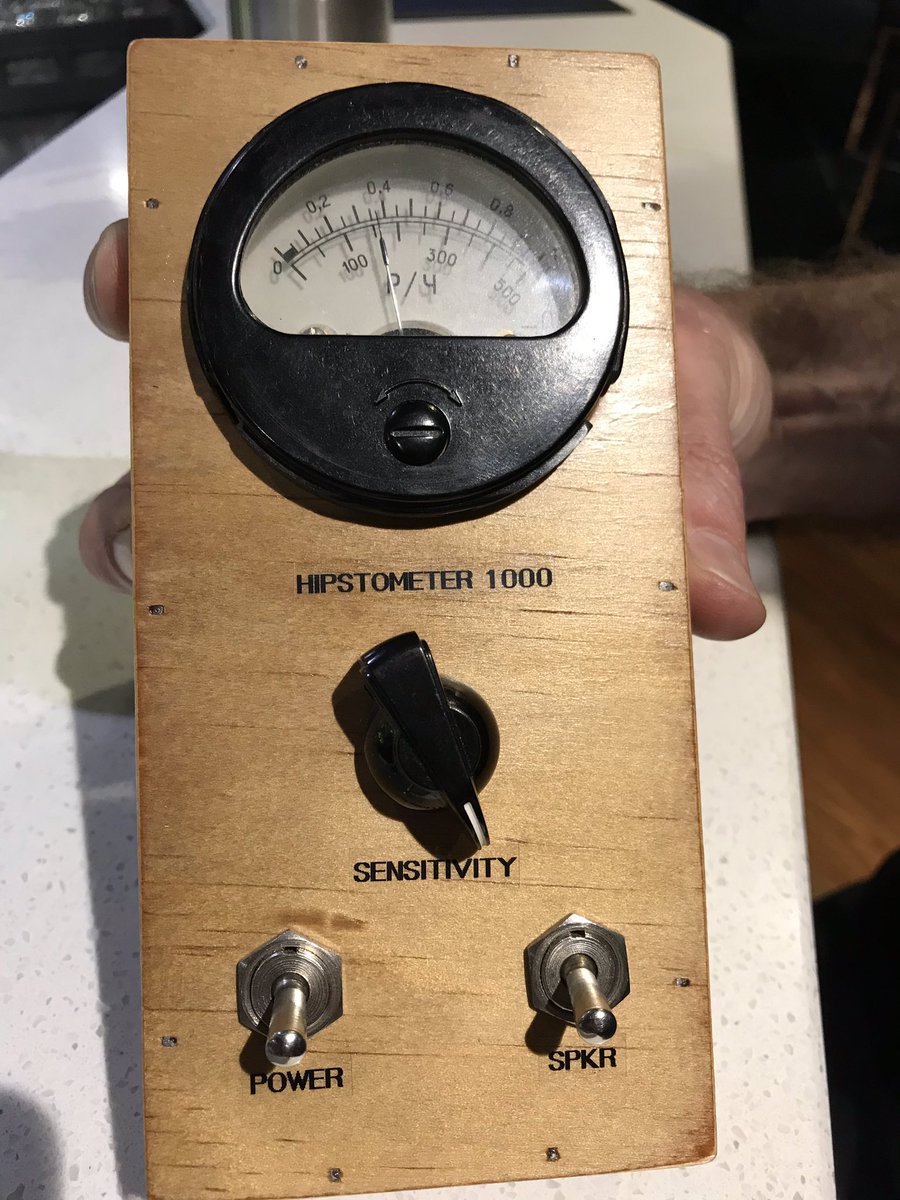 0 0,2 0,4 0,6 0,8
100 300 500
Р/Ч
HIPSTOMETER 1000
SENSITIVITY
POWER SPKR